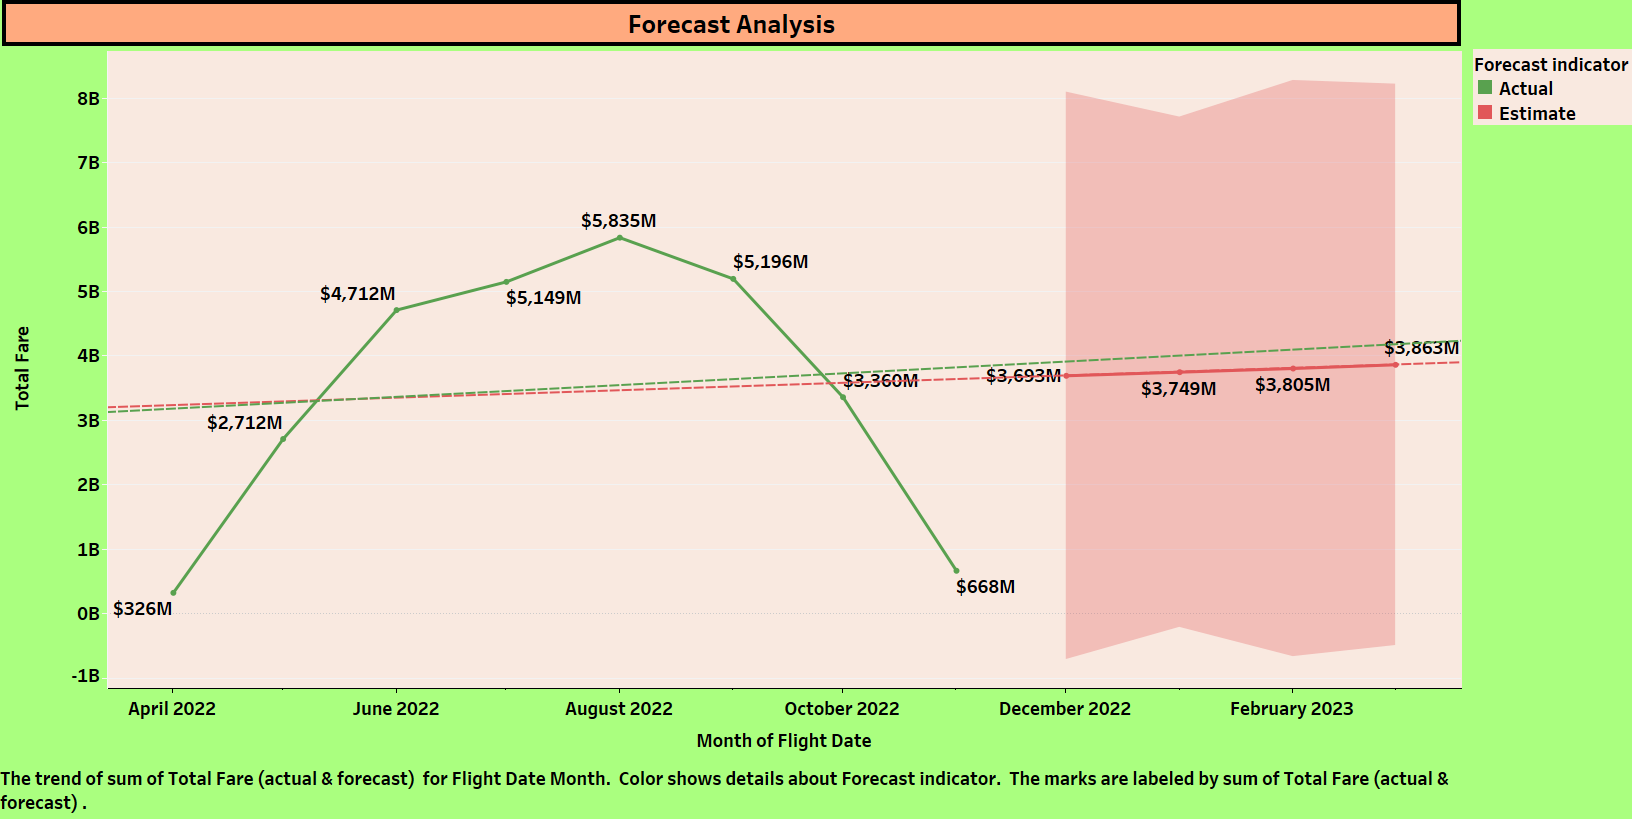 Forecast Analysis
Forecast indicator
Actual
Estimate
8B
7B
6B
5B
4B
3B
2B
1B
0B
-1B
Total Fare
$326M
$2,712M
$4,712M
$5,149M
$5,835M
$5,196M
$3,360M
$668M
$3,693M
$3,749M
$3,805M
$3,863M
April 2022
June 2022
August 2022
October 2022
December 2022
February 2023
Month of Flight Date
The trend of sum of Total Fare (actual & forecast)  for Flight Date Month.  Color shows details about Forecast indicator.  The marks are labeled by sum of Total Fare (actual &
forecast) .